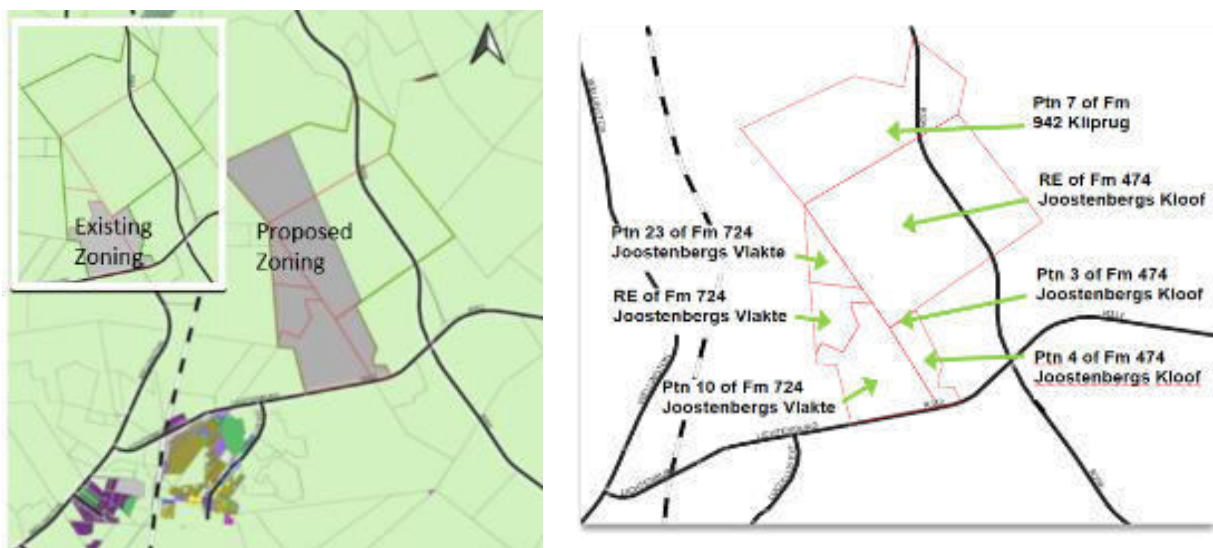 Existing
Zoning
Proposed
Zoning
Ptn 7 of Fm
942 Kliprug
RE of Fm 474
Joostenbergs Kloof
Ptn 23 of Fm 724
Joostenbergs Vlakte
Ptn 3 of Fm 474
Joostenbergs Kloof
RE of Fm 724
Joostenbergs Vlakte
Ptn 4 of Fm 474
Joostenbergs Kloof
Ptn 10 of Fm 724
Joostenbergs Vlakte